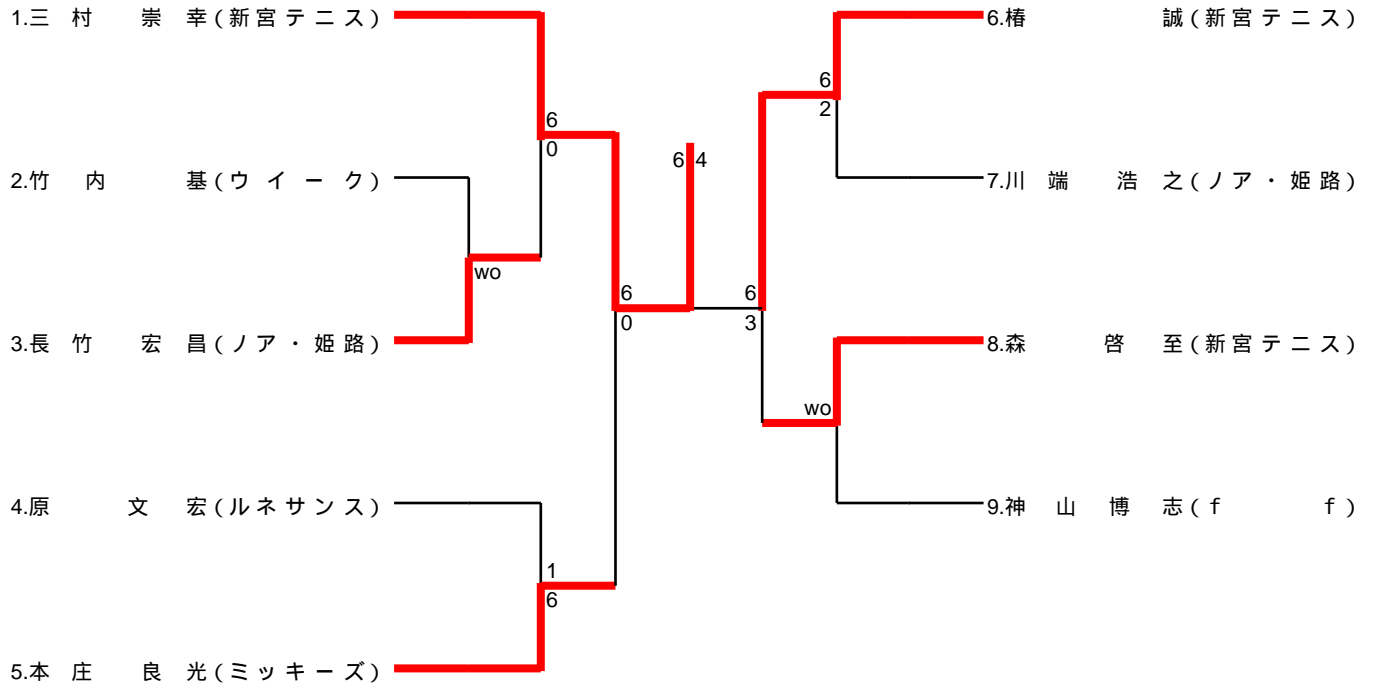 1.三村 崇幸(新宮テニス)
6
0
2.竹内 基(ウイーク)
wo
3.長竹 宏昌(ノア・姫路)
6
0
4.原 文宏(ルネサンス)
1
6
5.本庄 良光(ミッキーズ)
6 4
6.椿 誠(新宮テニス)
6
2
7.川端 浩之(ノア・姫路)
6
3
8.森 啓至(新宮テニス)
wo
9.神山博志(f f)